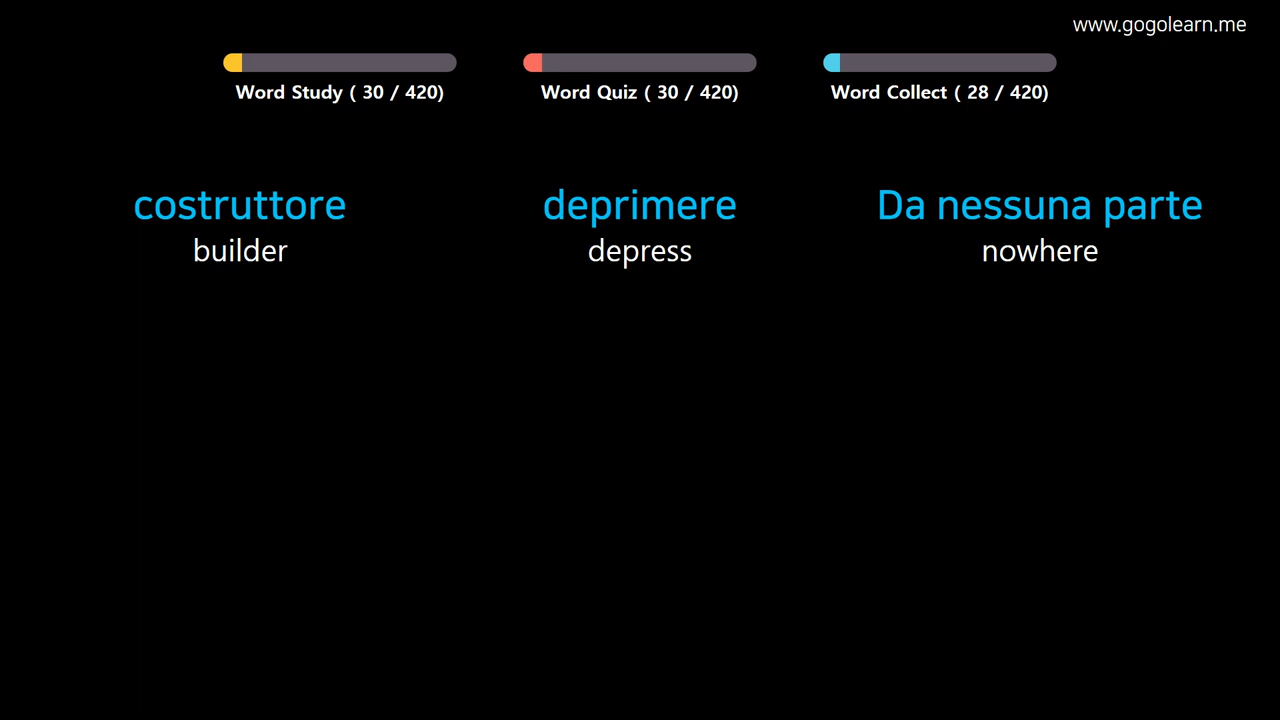 www.gogolearn.me
Word Study ( 30 / 420)
Word Quiz ( 30 / 420)
Word Collect ( 28 / 420)
costruttore
builder
deprimere
depress
Da nessuna parte
nowhere